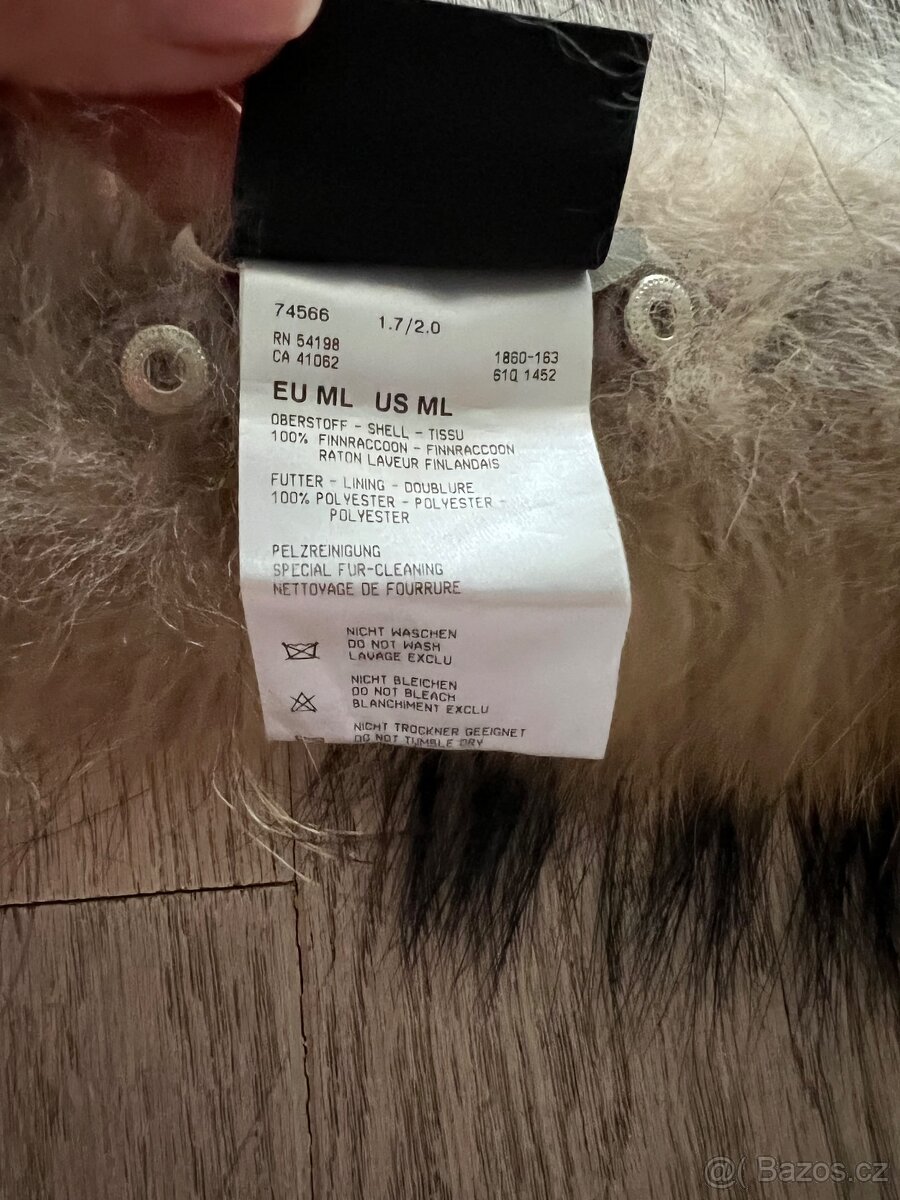 74566 1.7/2.0
RN 54198
CA 41062
1860-163
610 1452
EU ML US ML
OBERSTOFF - SHELL - TISSU
100% FINNRACCOON - FINNRACCOON
RATON LAVEUR FINLANDAIS
FUTTER - LINING - DOUBLURE
100% POLYESTER - POLYESTER -
POLYESTER
PELZREINIGUNG
SPECIAL FUR-CLEANING
NETTOYAGE DE FOURRURE
NICHT WASCHEN
DO NOT WASH
LAVAGE EXCLU
NICHT BLEICHEN
DO NOT BLEACH
BLANCHIMENT EXCLU
NICHT TROCKNER GEEIGNET
DO NOT TUMBLE DRY
@( Bazos.cz